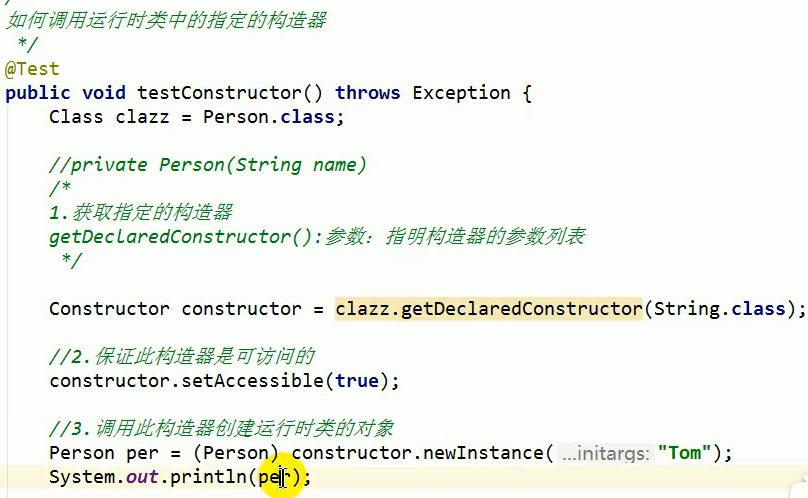 /
如何调用运行时类中的指定的构造器
*/
@Test
public void testConstructor() throws Exception {
Class clazz = Person.class;
//private Person(String name)
/*
1.获取指定的构造器
getDeclaredConstructor():参数：指明构造器的参数列表
*/
Constructor constructor = clazz.getDeclaredConstructor(String.class);
//2.保证此构造器是可访问的
constructor.setAccessible(true);
//3.调用此构造器创建运行时类的对象
Person per = (Person) constructor.newInstance( ...initargs: "Tom");
System.out.println(per);